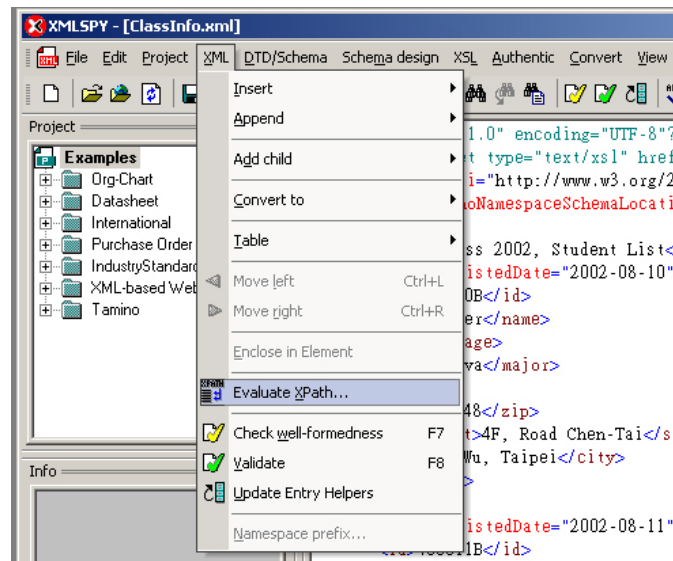 XMLSPY - [ClassInfo.xml]
File Edit Project XML DTD/Schema Schema design XSL Authentic Convert View
Project
Examples
Org-Chart
Datasheet
International
Purchase Order
IndustryStandard
XML-based Web
Tamino
Info
Insert
Append
Add child
Convert to
Table
Move left Ctrl+L
Move right Ctrl+R
Enclose in Element
XPATH Evaluate XPath...
Check well-formedness F7
Validate F8
Update Entry Helpers
Namespace prefix...
1.0" encoding="UTF-8"?
t type="text/xsl" href
i="http://www.w3.org/2
oNamespaceSchemaLocati
ss 2002, Student List<
istedDate="2002-08-10"
0B</id>
er</name>
age>
va</major>
48</zip>
t>4F, Road Chen-Tai</s
Wu, Taipei</city>
>
istedDate="2002-08-11"
1B</id>